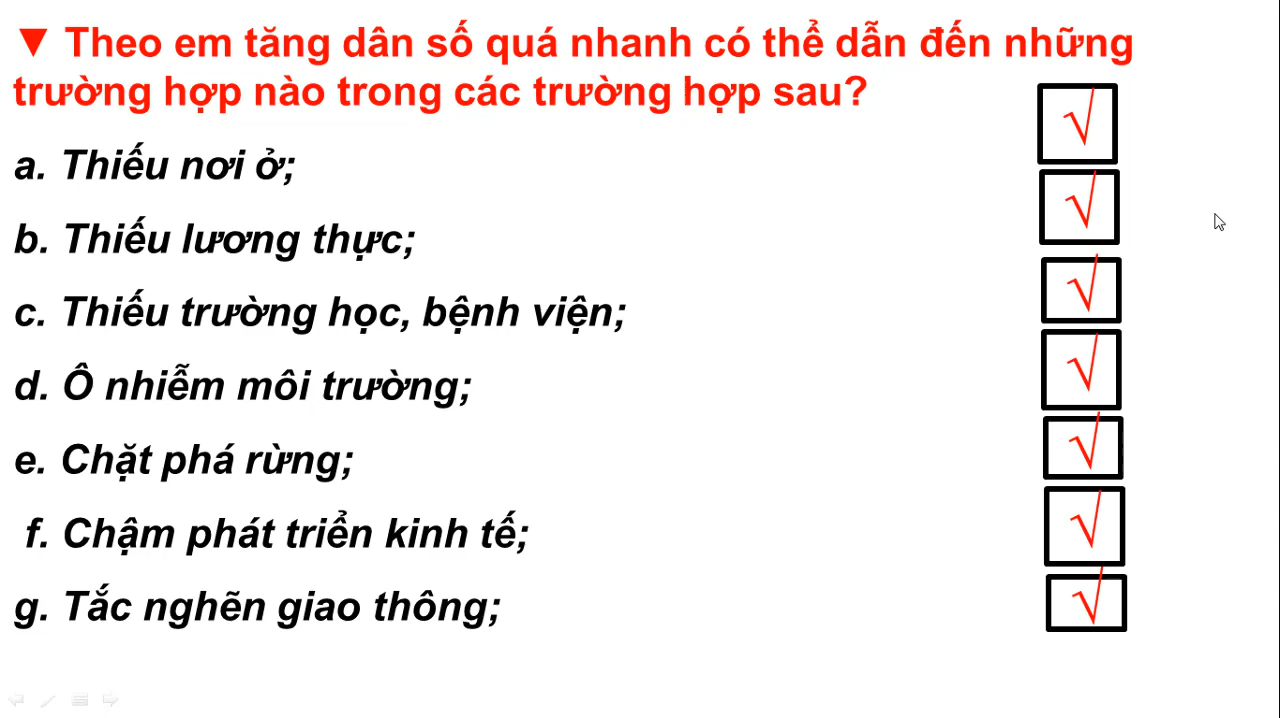 ▼ Theo em tăng dân số quá nhanh có thể dẫn đến những
trường hợp nào trong các trường hợp sau?
a. Thiếu nơi ở; √
b. Thiếu lương thực; √
c. Thiếu trường học, bệnh viện; √
d. Ô nhiễm môi trường; √
e. Chặt phá rừng; √
f. Chậm phát triển kinh tế; √
g. Tắc nghẽn giao thông; √